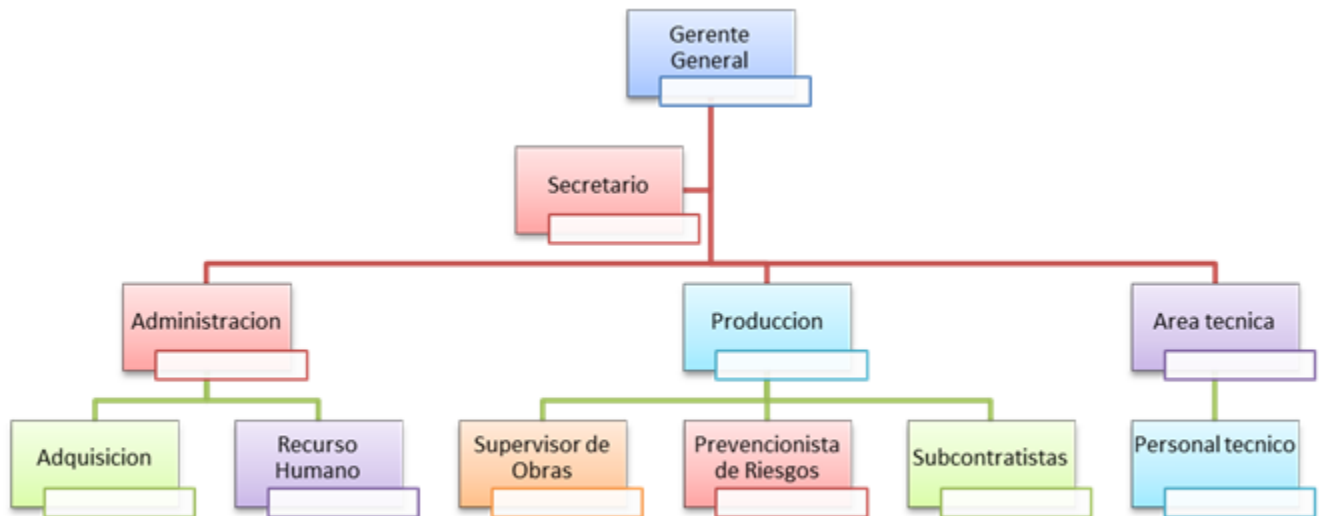 Gerente
General
Secretario
Administracion
Produccion
Area tecnica
Adquisicion
Recurso
Humano
Supervisor de
Obras
Prevencionista
de Riesgos
Subcontratistas
Personal tecnico